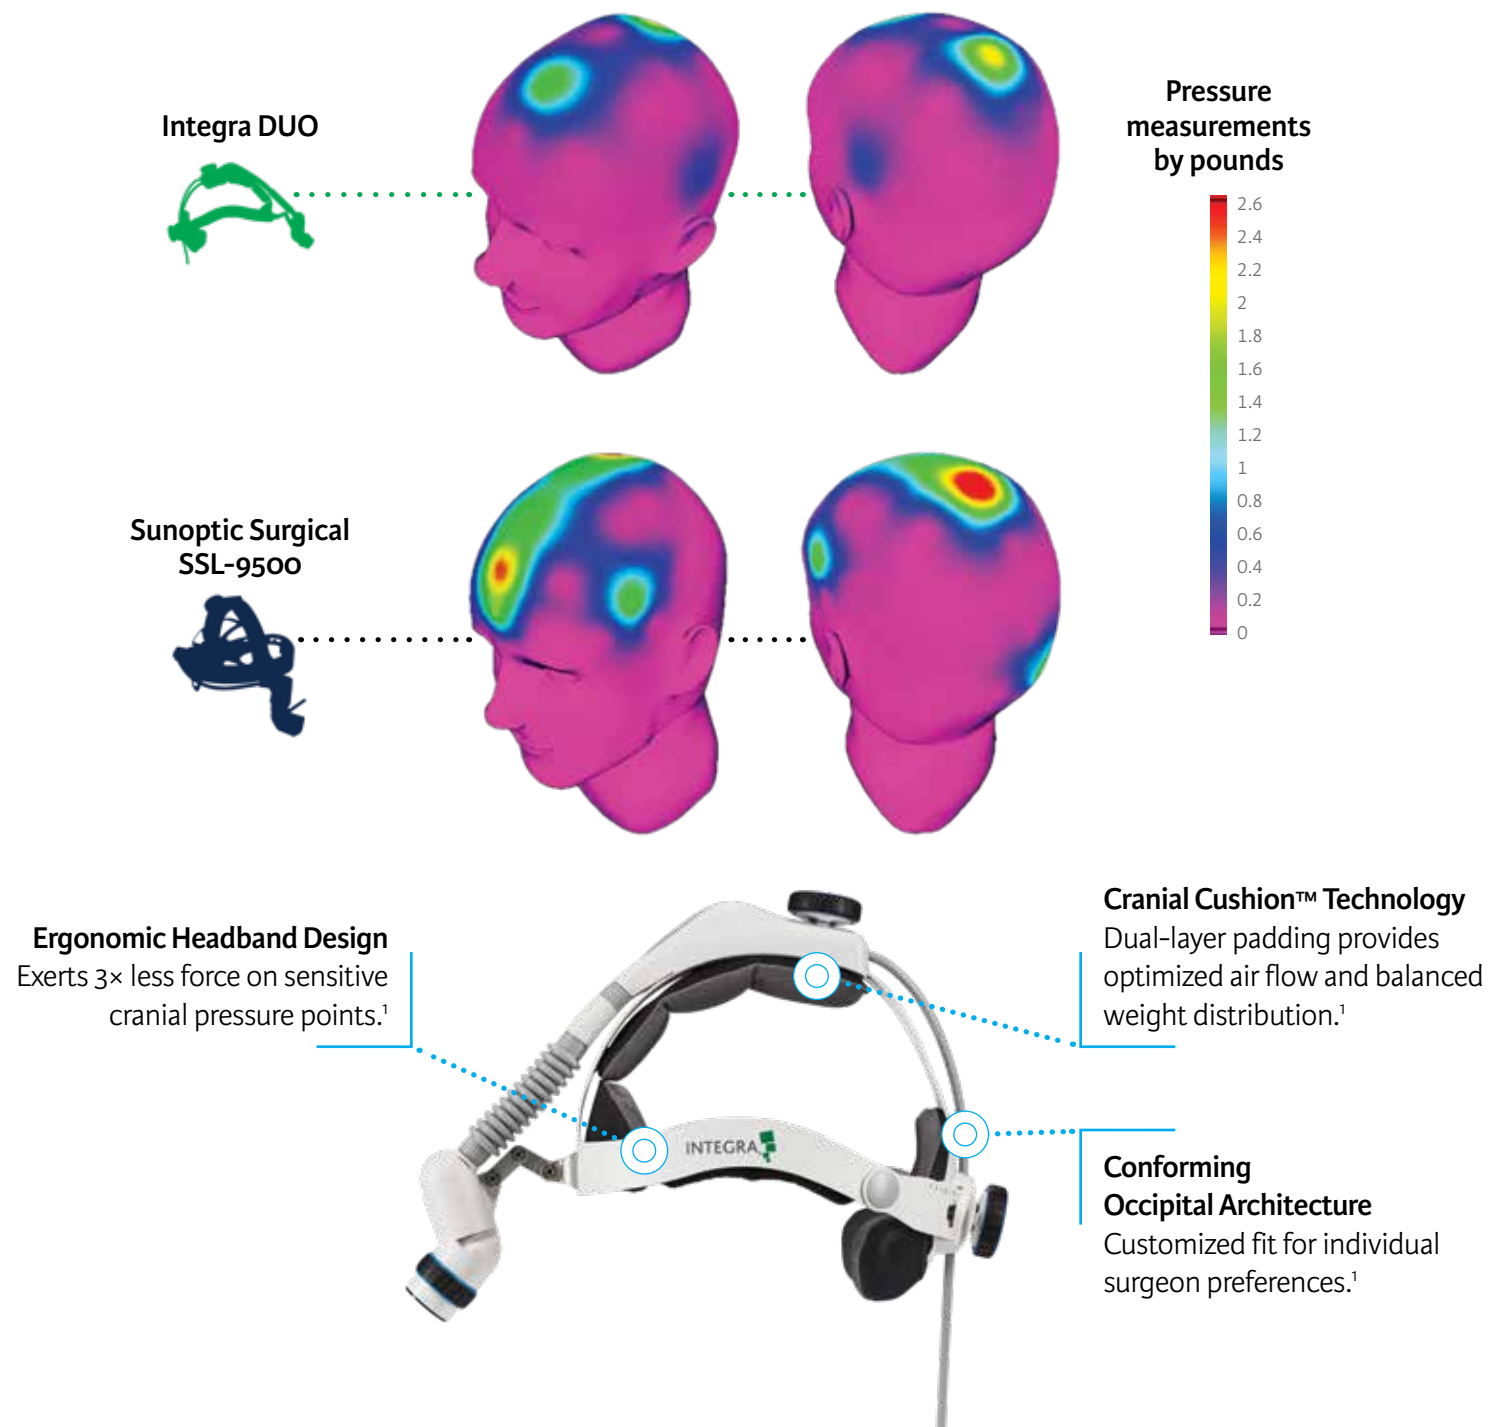 Integra DUO
Pressure
measurements
by pounds
2.6
2.4
2.2
2
1.8
1.6
1.4
1.2
1
0.8
0.6
0.4
0.2
0
Sunoptic Surgical
SSL-9500
Ergonomic Headband Design
Exerts 3× less force on sensitive
cranial pressure points.¹
Cranial Cushion™ Technology
Dual-layer padding provides
optimized air flow and balanced
weight distribution.¹
INTEGRA
Conforming
Occipital Architecture
Customized fit for individual
surgeon preferences.¹